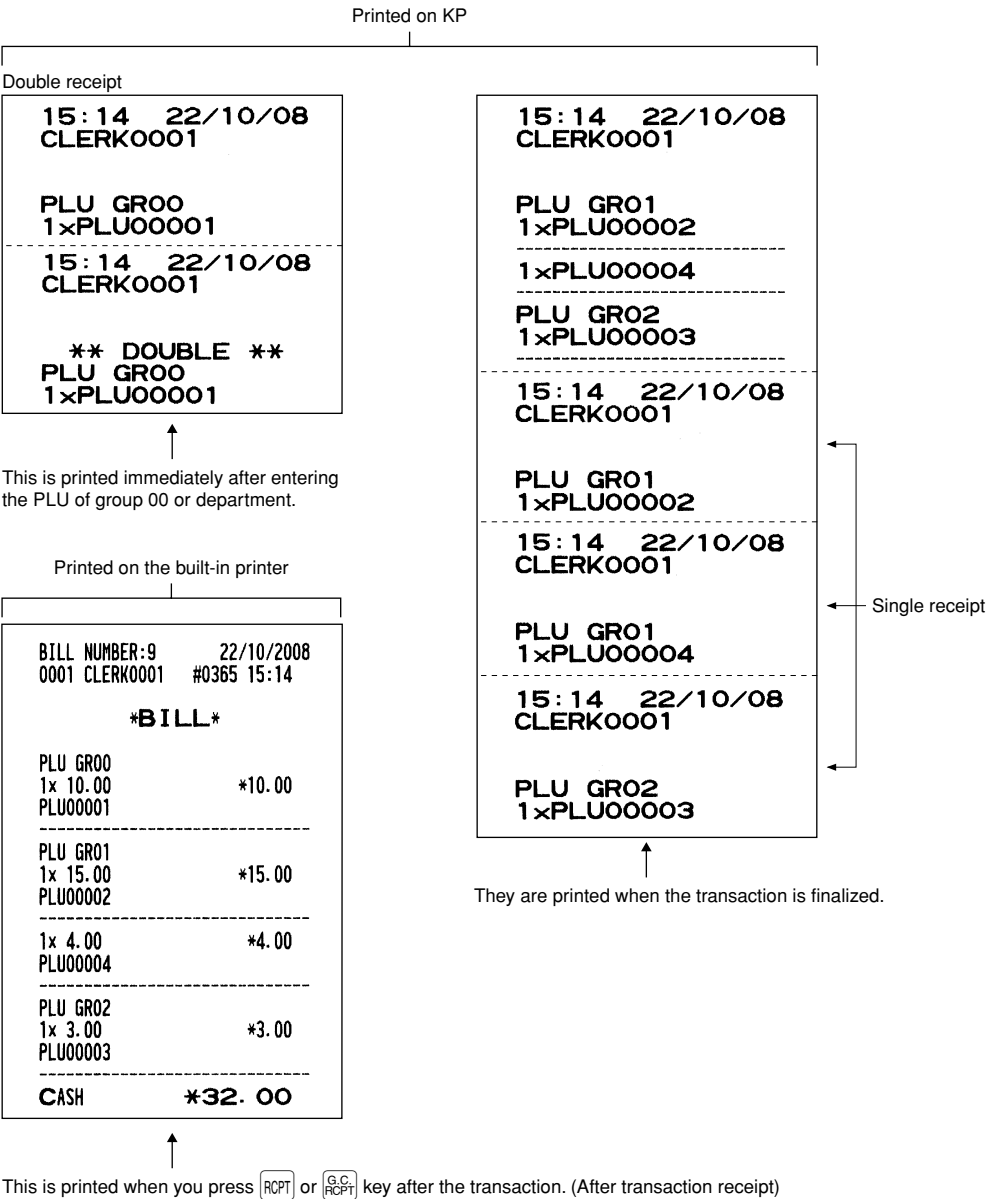 Printed on KP
Double receipt
15:14 22/10/08
CLERK0001
PLU GR00
1xPLU00001
15:14 22/10/08
CLERK0001
** DOUBLE **
PLU GR00
1xPLU00001
This is printed immediately after entering
the PLU of group 00 or department.
15:14 22/10/08
CLERK0001
PLU GR01
1xPLU00002
1xPLU00004
PLU GR02
1xPLU00003
15:14 22/10/08
CLERK0001
PLU GR01
1xPLU00002
15:14 22/10/08
CLERK0001
PLU GR01
1xPLU00004
15:14 22/10/08
CLERK0001
PLU GR02
1xPLU00003
Single receipt
They are printed when the transaction is finalized.
Printed on the built-in printer
BILL NUMBER:9 22/10/2008
0001 CLERK0001 #0365 15:14
*BILL*
PLU GR00
1x 10.00 *10.00
PLU00001
PLU GR01
1x 15.00 *15.00
PLU00002
1x 4.00 *4.00
PLU00004
PLU GR02
1x 3.00 *3.00
PLU00003
CASH *32.00
This is printed when you press RCPT or G.C. RCPT key after the transaction. (After transaction receipt)